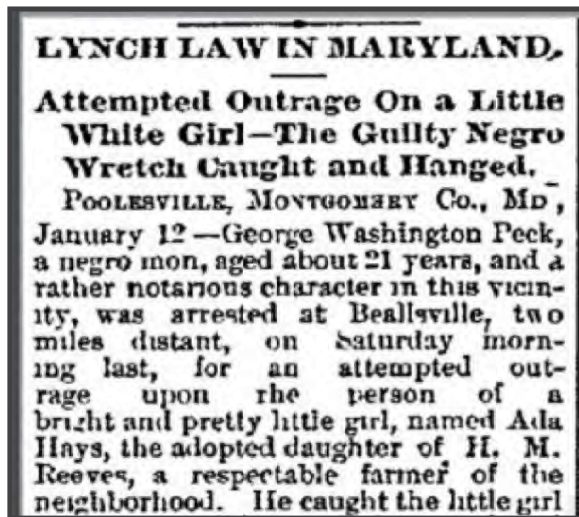 LYNCH LAW IN MARYLAND.
Attempted Outrage On a Little
White Girl—The Guilty Negro
Wretch Caught and Hanged.
POOLESVILLE, MONTGOMERY CO., MD,
January 12—George Washington Peck,
a negro mon, aged about 21 years, and a
rather notarious character in this vicin-
ity, was arrested at Beallsville, two
miles distant, on Saturday morn-
ing last, for an attempted out-
rage upon rhe person of a
bright and pretty little girl, named Ada
Hays, the adopted daughter of H. M.
Reeves, a respectable farmer of the
neighborhood. He caught the little girl